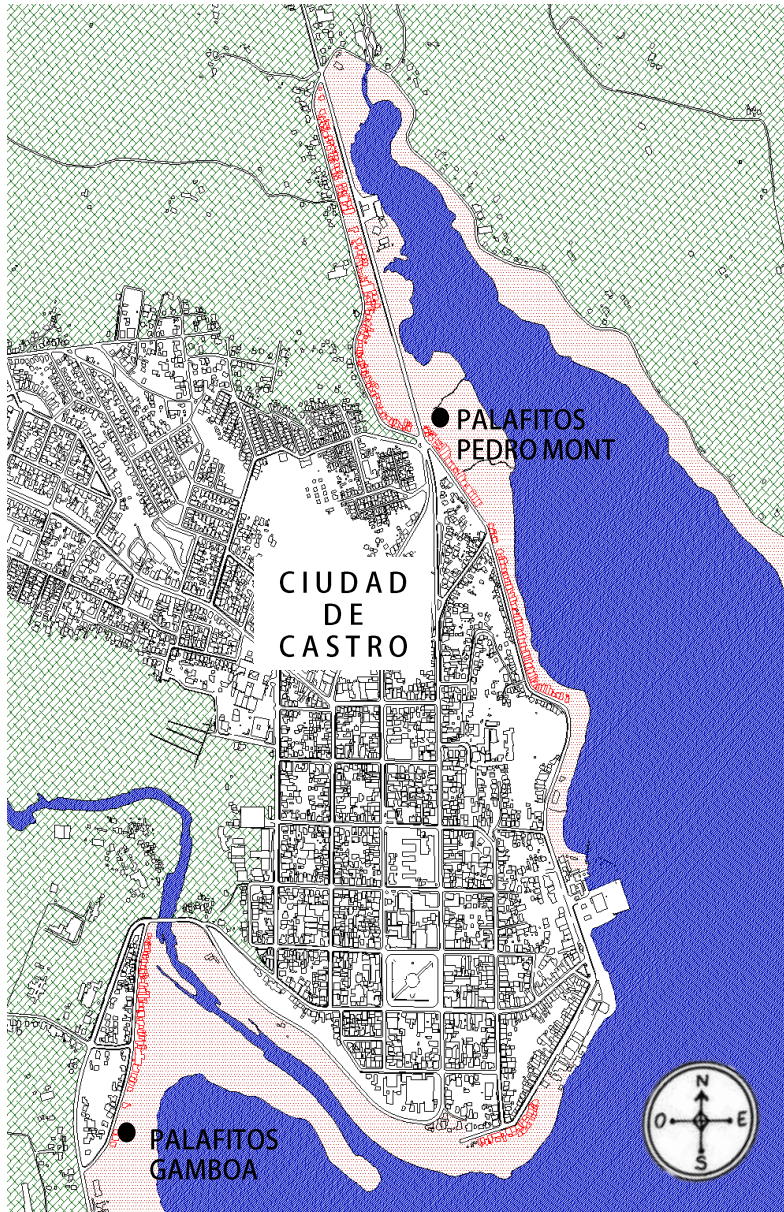 PALAFITOS
PEDRO MONT
CIUDAD
DE
CASTRO
PALAFITOS
GAMBOA
N
O E
S